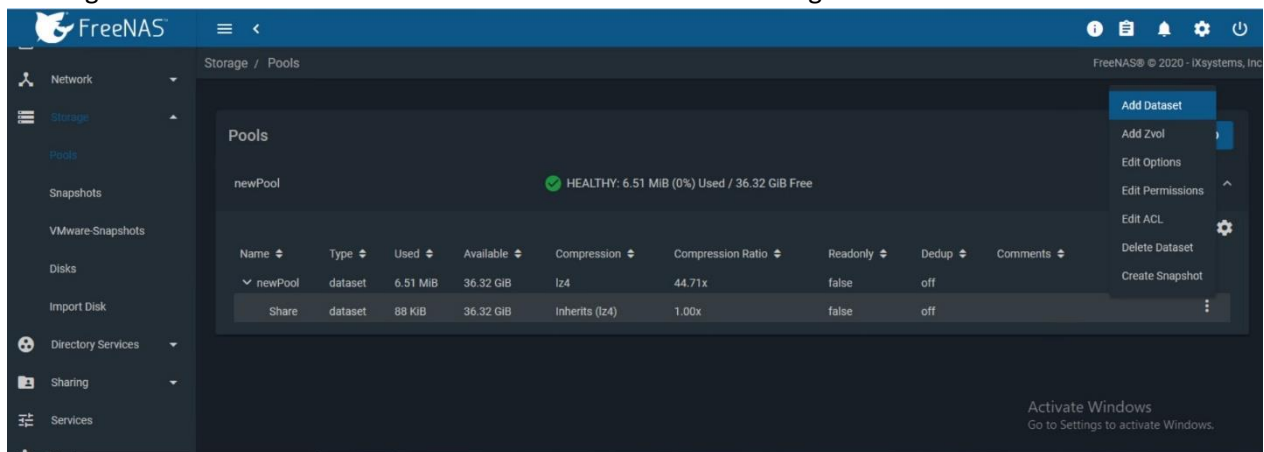 FreeNAS
Storage / Pools
FreeNAS® © 2020 - iXsystems, Inc
Network
Storage
Pools
Snapshots
VMware-Snapshots
Disks
Import Disk
Directory Services
Sharing
Services
Pools
newPool
HEALTHY: 6.51 MiB (0%) Used / 36.32 GiB Free
Name Type Used Available Compression Compression Ratio Readonly Dedup Comments
newPool dataset 6.51 MiB 36.32 GiB lz4 44.71x false off
Share dataset 88 KiB 36.32 GiB Inherits (lz4) 1.00x false off
Add Dataset
Add Zvol
Edit Options
Edit Permissions
Edit ACL
Delete Dataset
Create Snapshot
Activate Windows
Go to Settings to activate Windows.